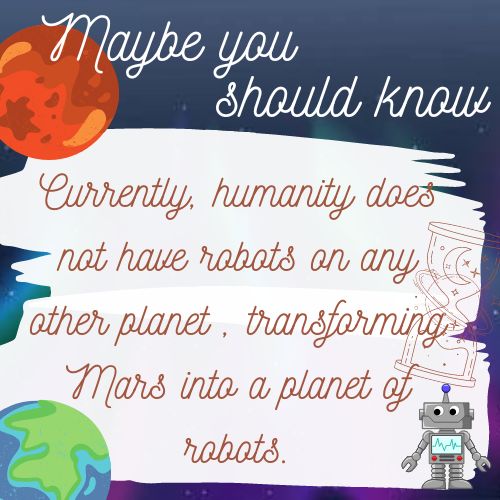 Maybe you
should know
Currently, humanity does
not have robots on any
other planet , transforming
Mars into a planet of
robots.